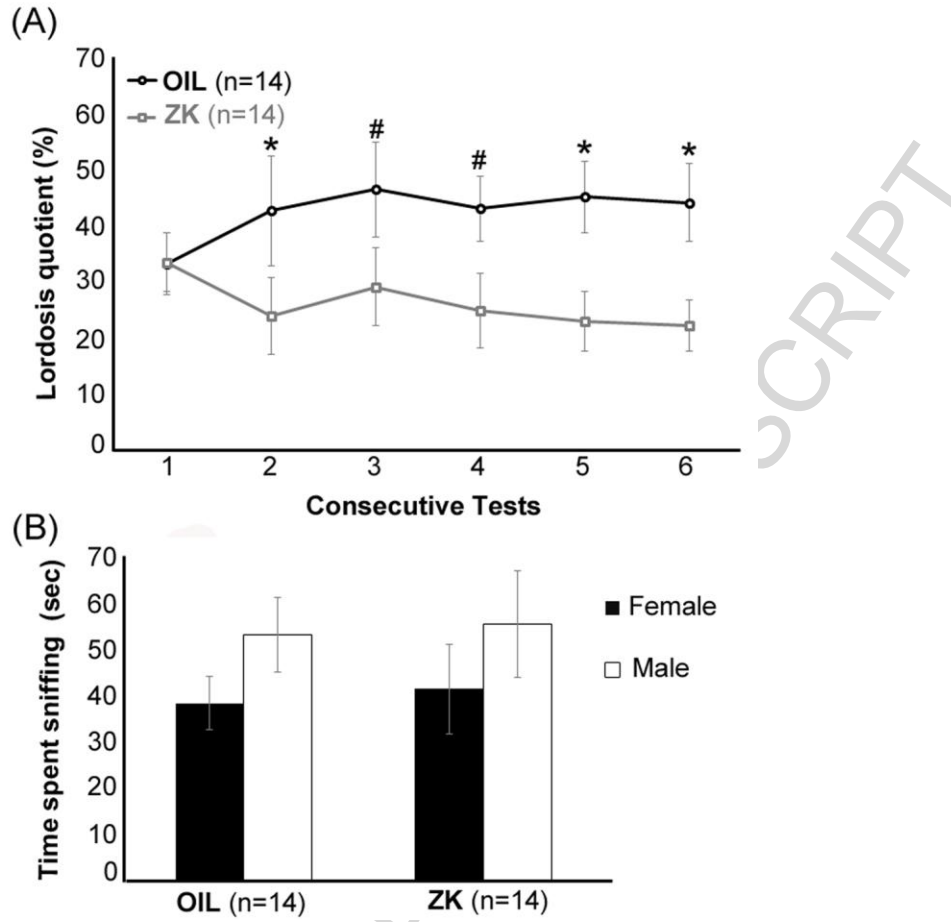 (A)
70
60
50
40
30
20
10
0
Lordosis quotient (%)
OIL (n=14)
ZK (n=14)
* # # * *
1 2 3 4 5 6
Consecutive Tests
SCRIPT
(B)
70
60
50
40
30
20
10
0
Time spent sniffing (sec)
Female
Male
OIL (n=14) ZK (n=14)